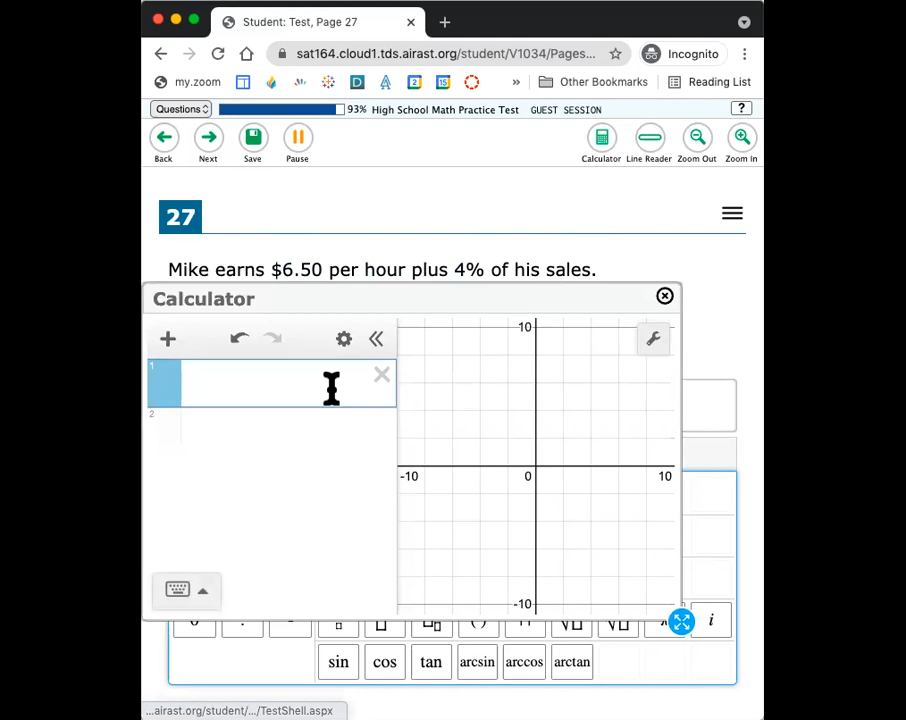 Student: Test, Page 27
sat164.cloud1.tds.airast.org/student/V1034/Pages...
Incognito
my.zoom
2
15
»
Other Bookmarks
Reading List
Questions
93%
High School Math Practice Test
GUEST SESSION
?
Back
Next
Save
Pause
Calculator
Line Reader
Zoom Out
Zoom In
27
Mike earns $6.50 per hour plus 4% of his sales.
Calculator
1
2
10
-10
0
10
-10
i
sin
cos
tan
arcsin
arccos
arctan
...airast.org/student/.../TestShell.aspx